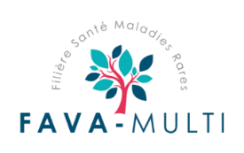 Filière Santé Maladies Rares
FAVA-MULTI